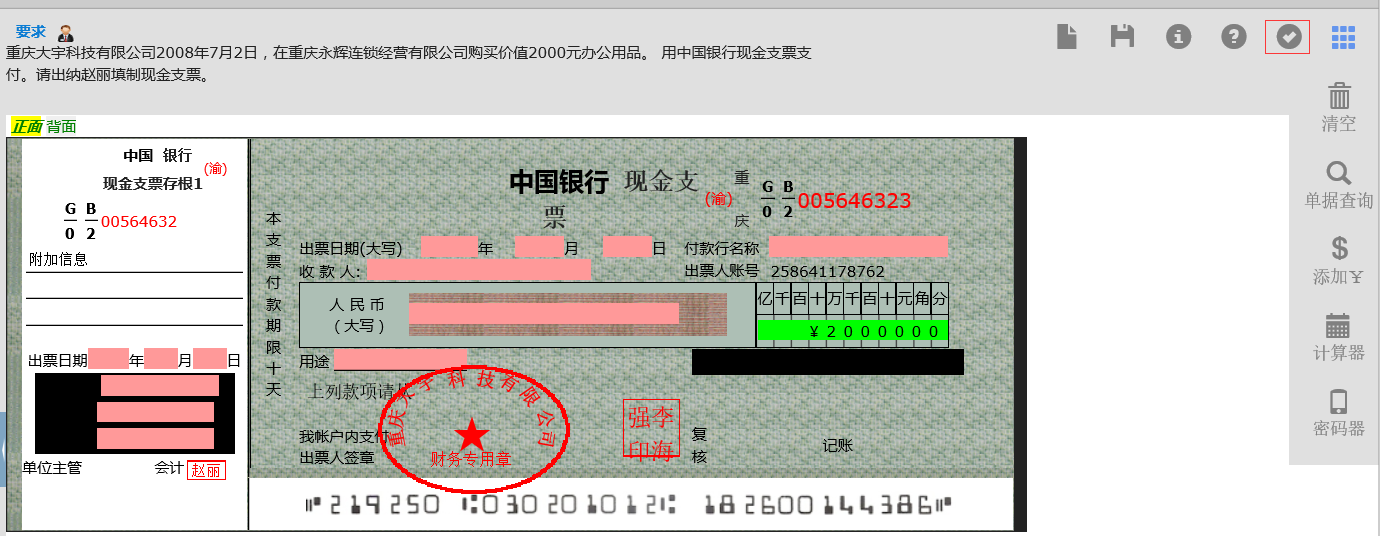 要求
重庆大宇科技有限公司2008年7月2日，在重庆永辉连锁经营有限公司购买价值2000元办公用品。 用中国银行现金支票支
付。请出纳赵丽填制现金支票。
清空
单据查询
添加￥
计算器
密码器
正面 背面
中国 银行
(渝)
现金支票存根1
G B
0 2
00564632
附加信息
出票日期 年 月 日
单位主管 会计 赵丽
本支票付款期限十天
中国银行 现金支
票
(渝)
重
庆
G B
0 2
005646323
出票日期(大写) 年 月 日 付款行名称
收 款 人: 出票人账号 258641178762
人 民 币
(大写)
亿千百十万千百十元角分
¥2000000
用途
上列款项请从
我帐户内支付
出票人签章
重庆大宇科技有限公司
财务专用章
强李
印海
复
核
记账
⑈219250 ⑆030201012⑆ 182600144386⑈